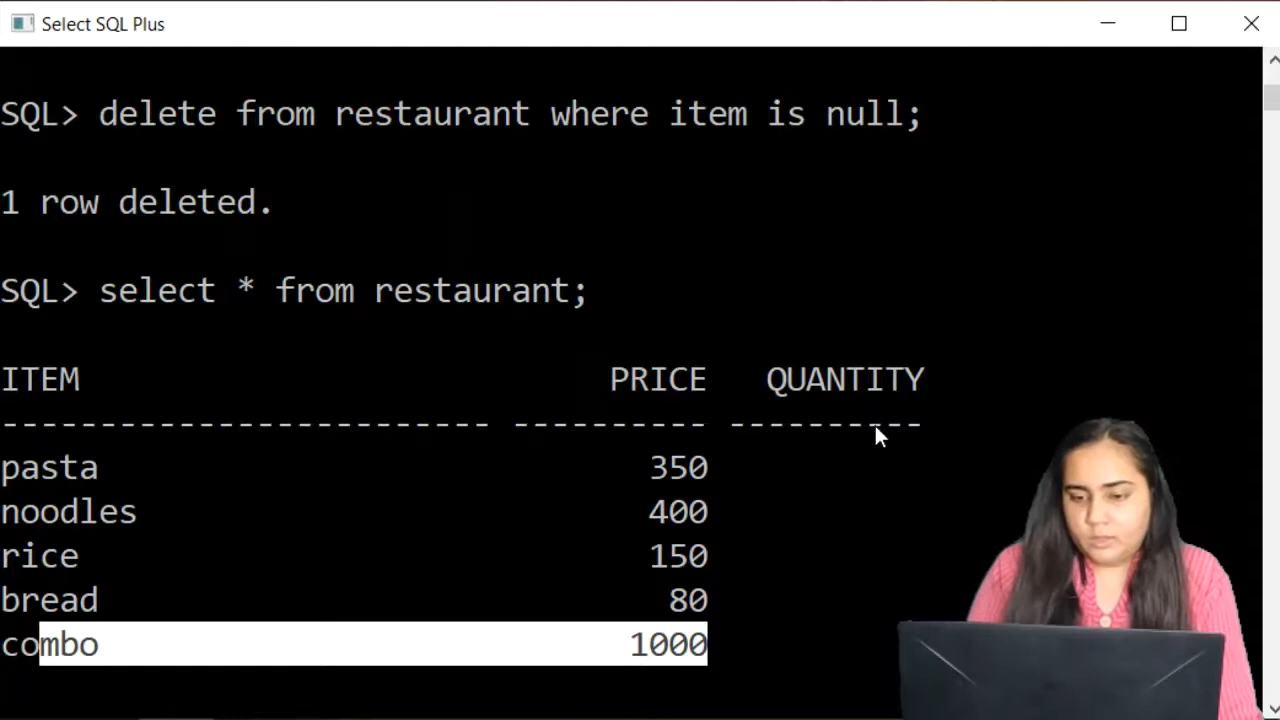 Select SQL Plus
SQL> delete from restaurant where item is null;
1 row deleted.
SQL> select * from restaurant;
ITEM PRICE QUANTITY
------------------------- ---------- ----------
pasta 350
noodles 400
rice 150
bread 80
combo 1000